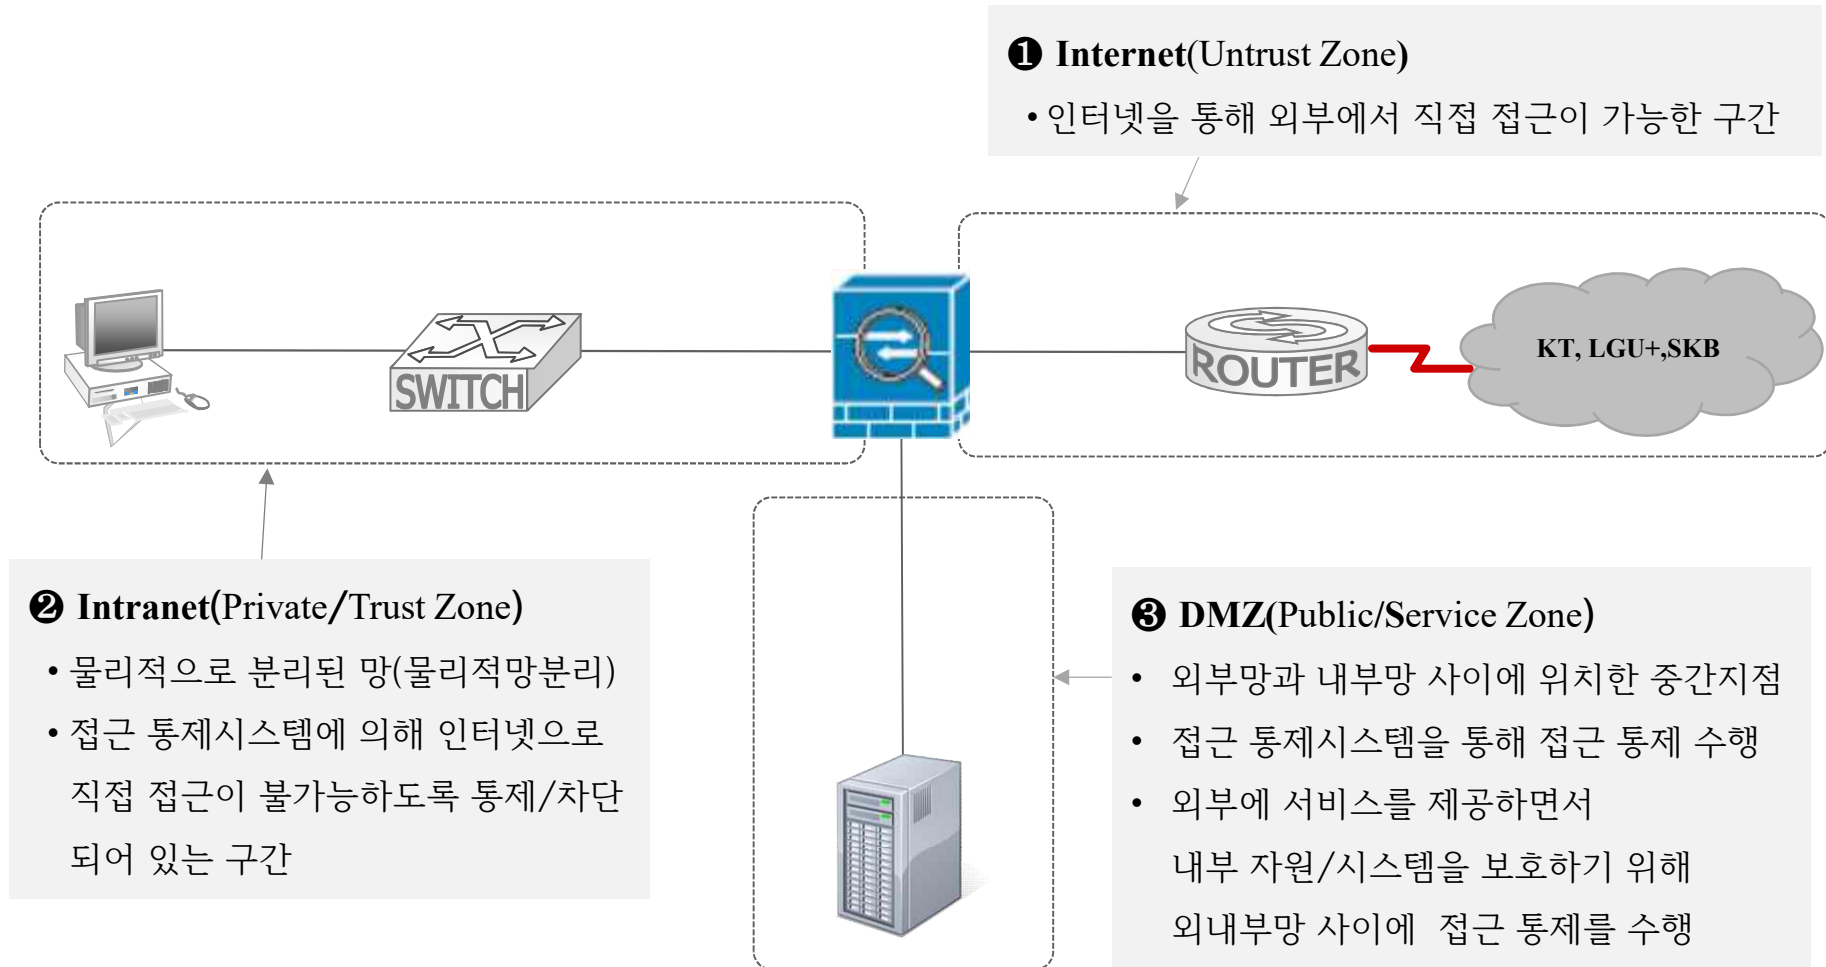 ❶ Internet(Untrust Zone)
• 인터넷을 통해 외부에서 직접 접근이 가능한 구간
SWITCH
ROUTER
KT, LGU+,SKB
❷ Intranet(Private/Trust Zone)
• 물리적으로 분리된 망(물리적망분리)
• 접근 통제시스템에 의해 인터넷으로
직접 접근이 불가능하도록 통제/차단
되어 있는 구간
❸ DMZ(Public/Service Zone)
• 외부망과 내부망 사이에 위치한 중간지점
• 접근 통제시스템을 통해 접근 통제 수행
• 외부에 서비스를 제공하면서
내부 자원/시스템을 보호하기 위해
외내부망 사이에 접근 통제를 수행